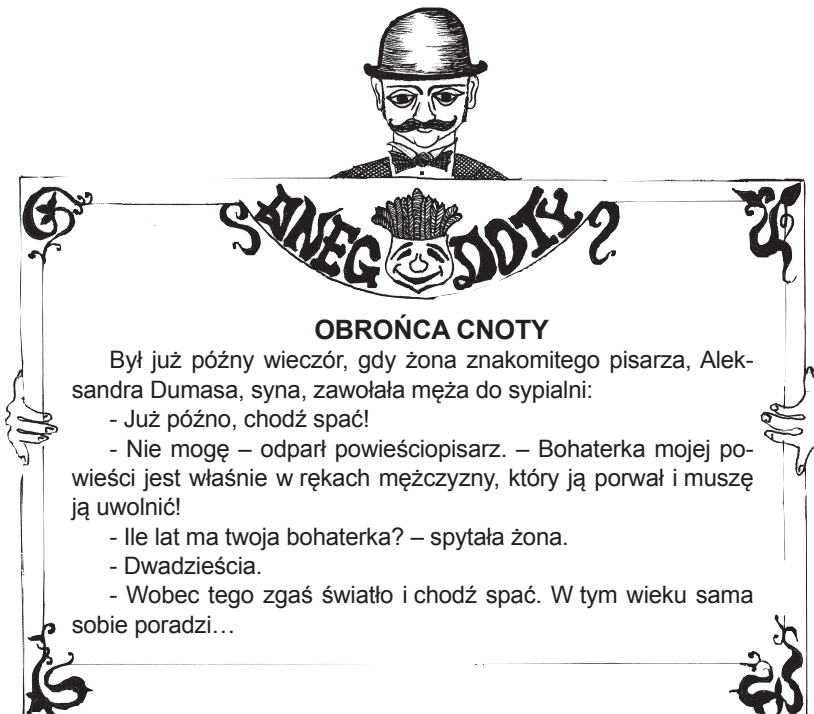 ANEGDOTY
OBROŃCA CNOTY
Był już późny wieczór, gdy żona znakomitego pisarza, Alek-
sandra Dumasa, syna, zawołała męża do sypialni:
- Już późno, chodź spać!
- Nie mogę – odparł powieściopisarz. – Bohaterka mojej po-
wieści jest właśnie w rękach mężczyzny, który ją porwał i muszę
ją uwolnić!
- Ile lat ma twoja bohaterka? – spytała żona.
- Dwadzieścia.
- Wobec tego zgaś światło i chodź spać. W tym wieku sama
sobie poradzi…